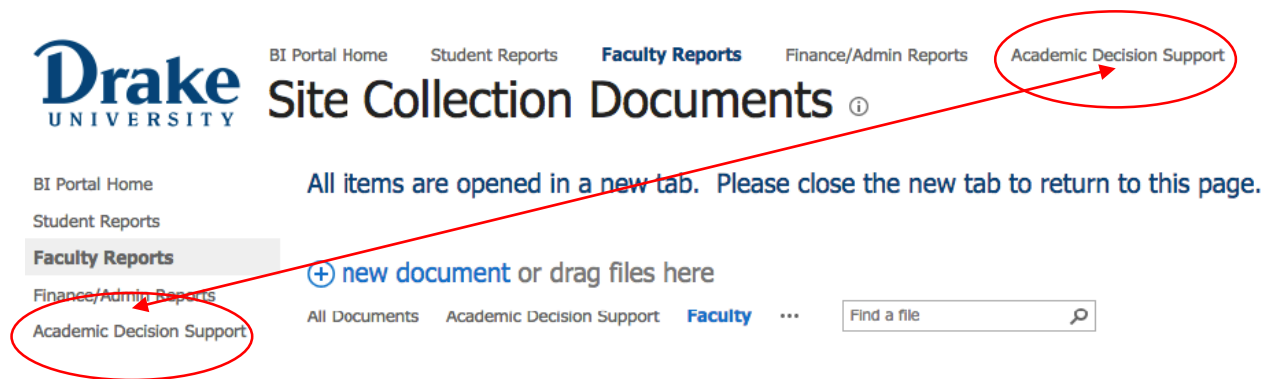 Drake
UNIVERSITY
BI Portal Home Student Reports Faculty Reports Finance/Admin Reports Academic Decision Support
Site Collection Documents
BI Portal Home
Student Reports
Faculty Reports
Finance/Admin Reports
Academic Decision Support
All items are opened in a new tab. Please close the new tab to return to this page.
new document or drag files here
All Documents Academic Decision Support Faculty ... Find a file